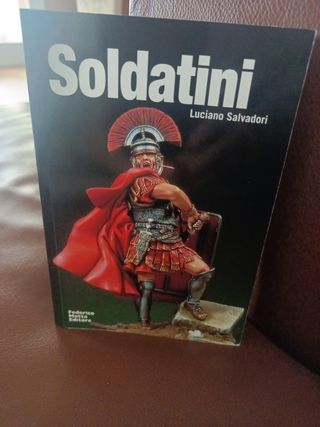 Soldatini
Luciano Salvadori
Federico
Motta
Editore